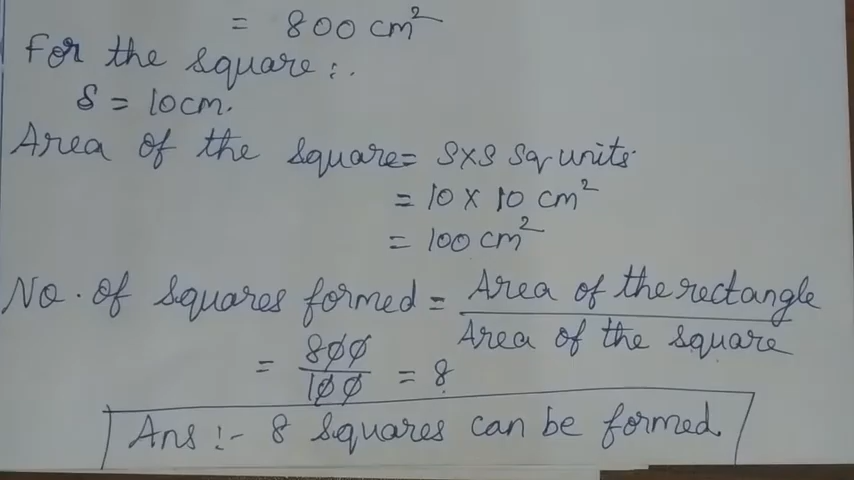 = 800 cm²
For the square :.
S = 10cm.
Area of the square = S×S Sq units.
= 10 × 10 cm²
= 100 cm²
No. of squares formed = Area of the rectangle / Area of the square
= 800/100 = 8
Ans :- 8 squares can be formed.